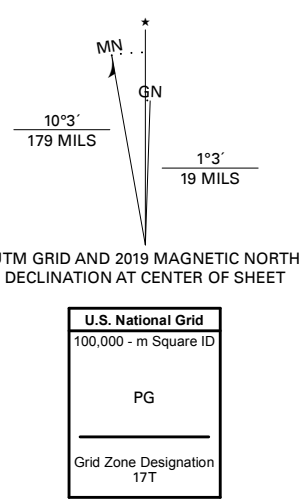 MN
GN
10°3´
179 MILS
1°3´
19 MILS
UTM GRID AND 2019 MAGNETIC NORTH
DECLINATION AT CENTER OF SHEET
U.S. National Grid
100,000 - m Square ID
PG
Grid Zone Designation
17T